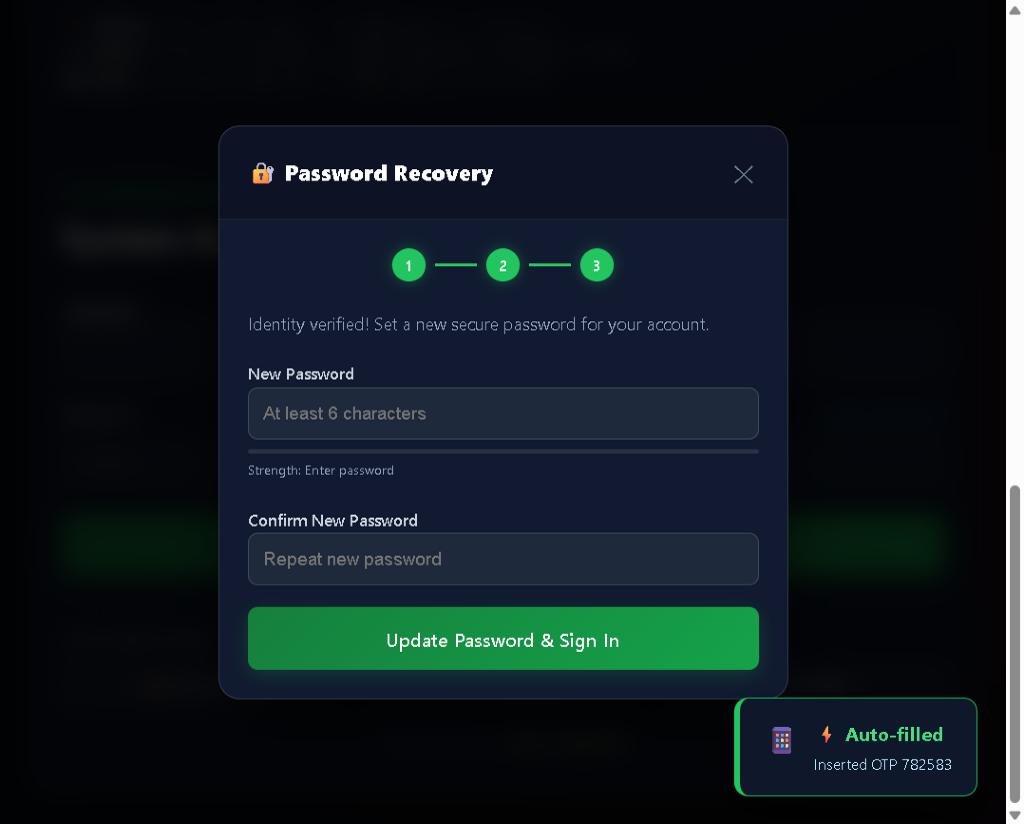 Password Recovery
1 2 3
Identity verified! Set a new secure password for your account.
New Password
At least 6 characters
Strength: Enter password
Confirm New Password
Repeat new password
Update Password & Sign In
Auto-filled
Inserted OTP 782583